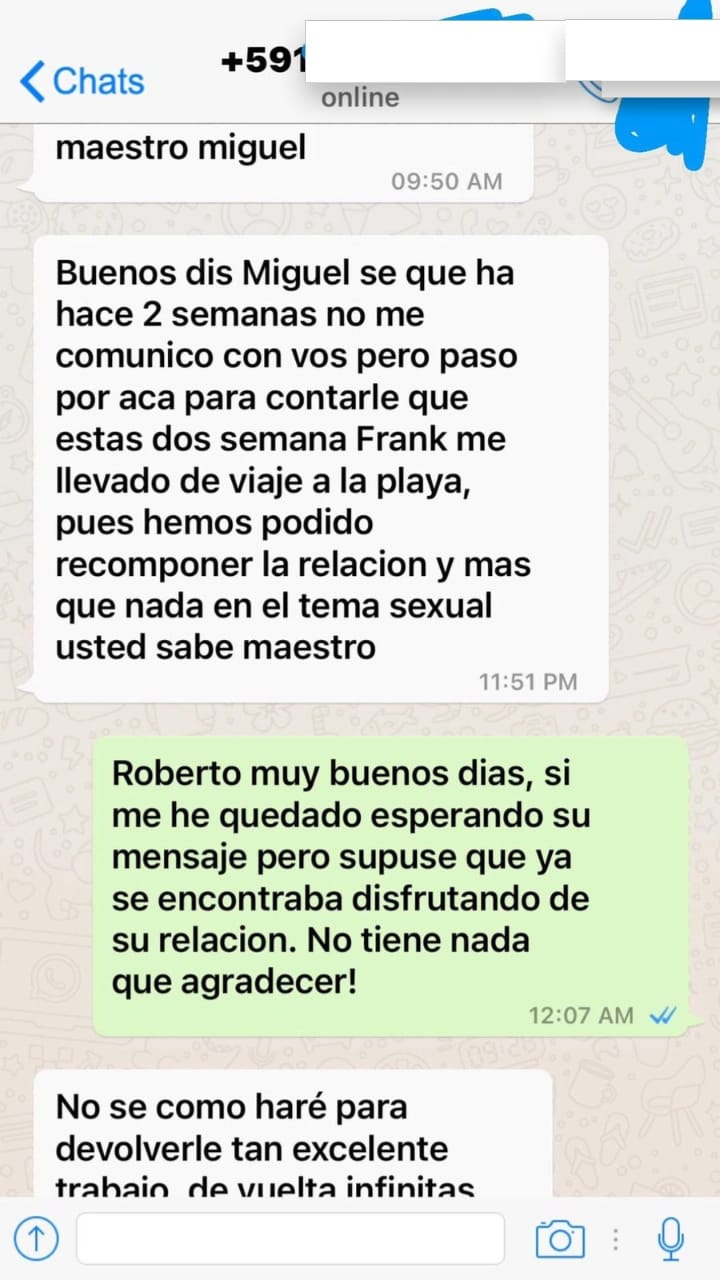 Chats
+591
online
maestro miguel
09:50 AM
Buenos dis Miguel se que ha
hace 2 semanas no me
comunico con vos pero paso
por aca para contarle que
estas dos semana Frank me
llevado de viaje a la playa,
pues hemos podido
recomponer la relacion y mas
que nada en el tema sexual
usted sabe maestro
11:51 PM
Roberto muy buenos dias, si
me he quedado esperando su
mensaje pero supuse que ya
se encontraba disfrutando de
su relacion. No tiene nada
que agradecer!
12:07 AM
No se como haré para
devolverle tan excelente
trabajo, de vuelta infinitas